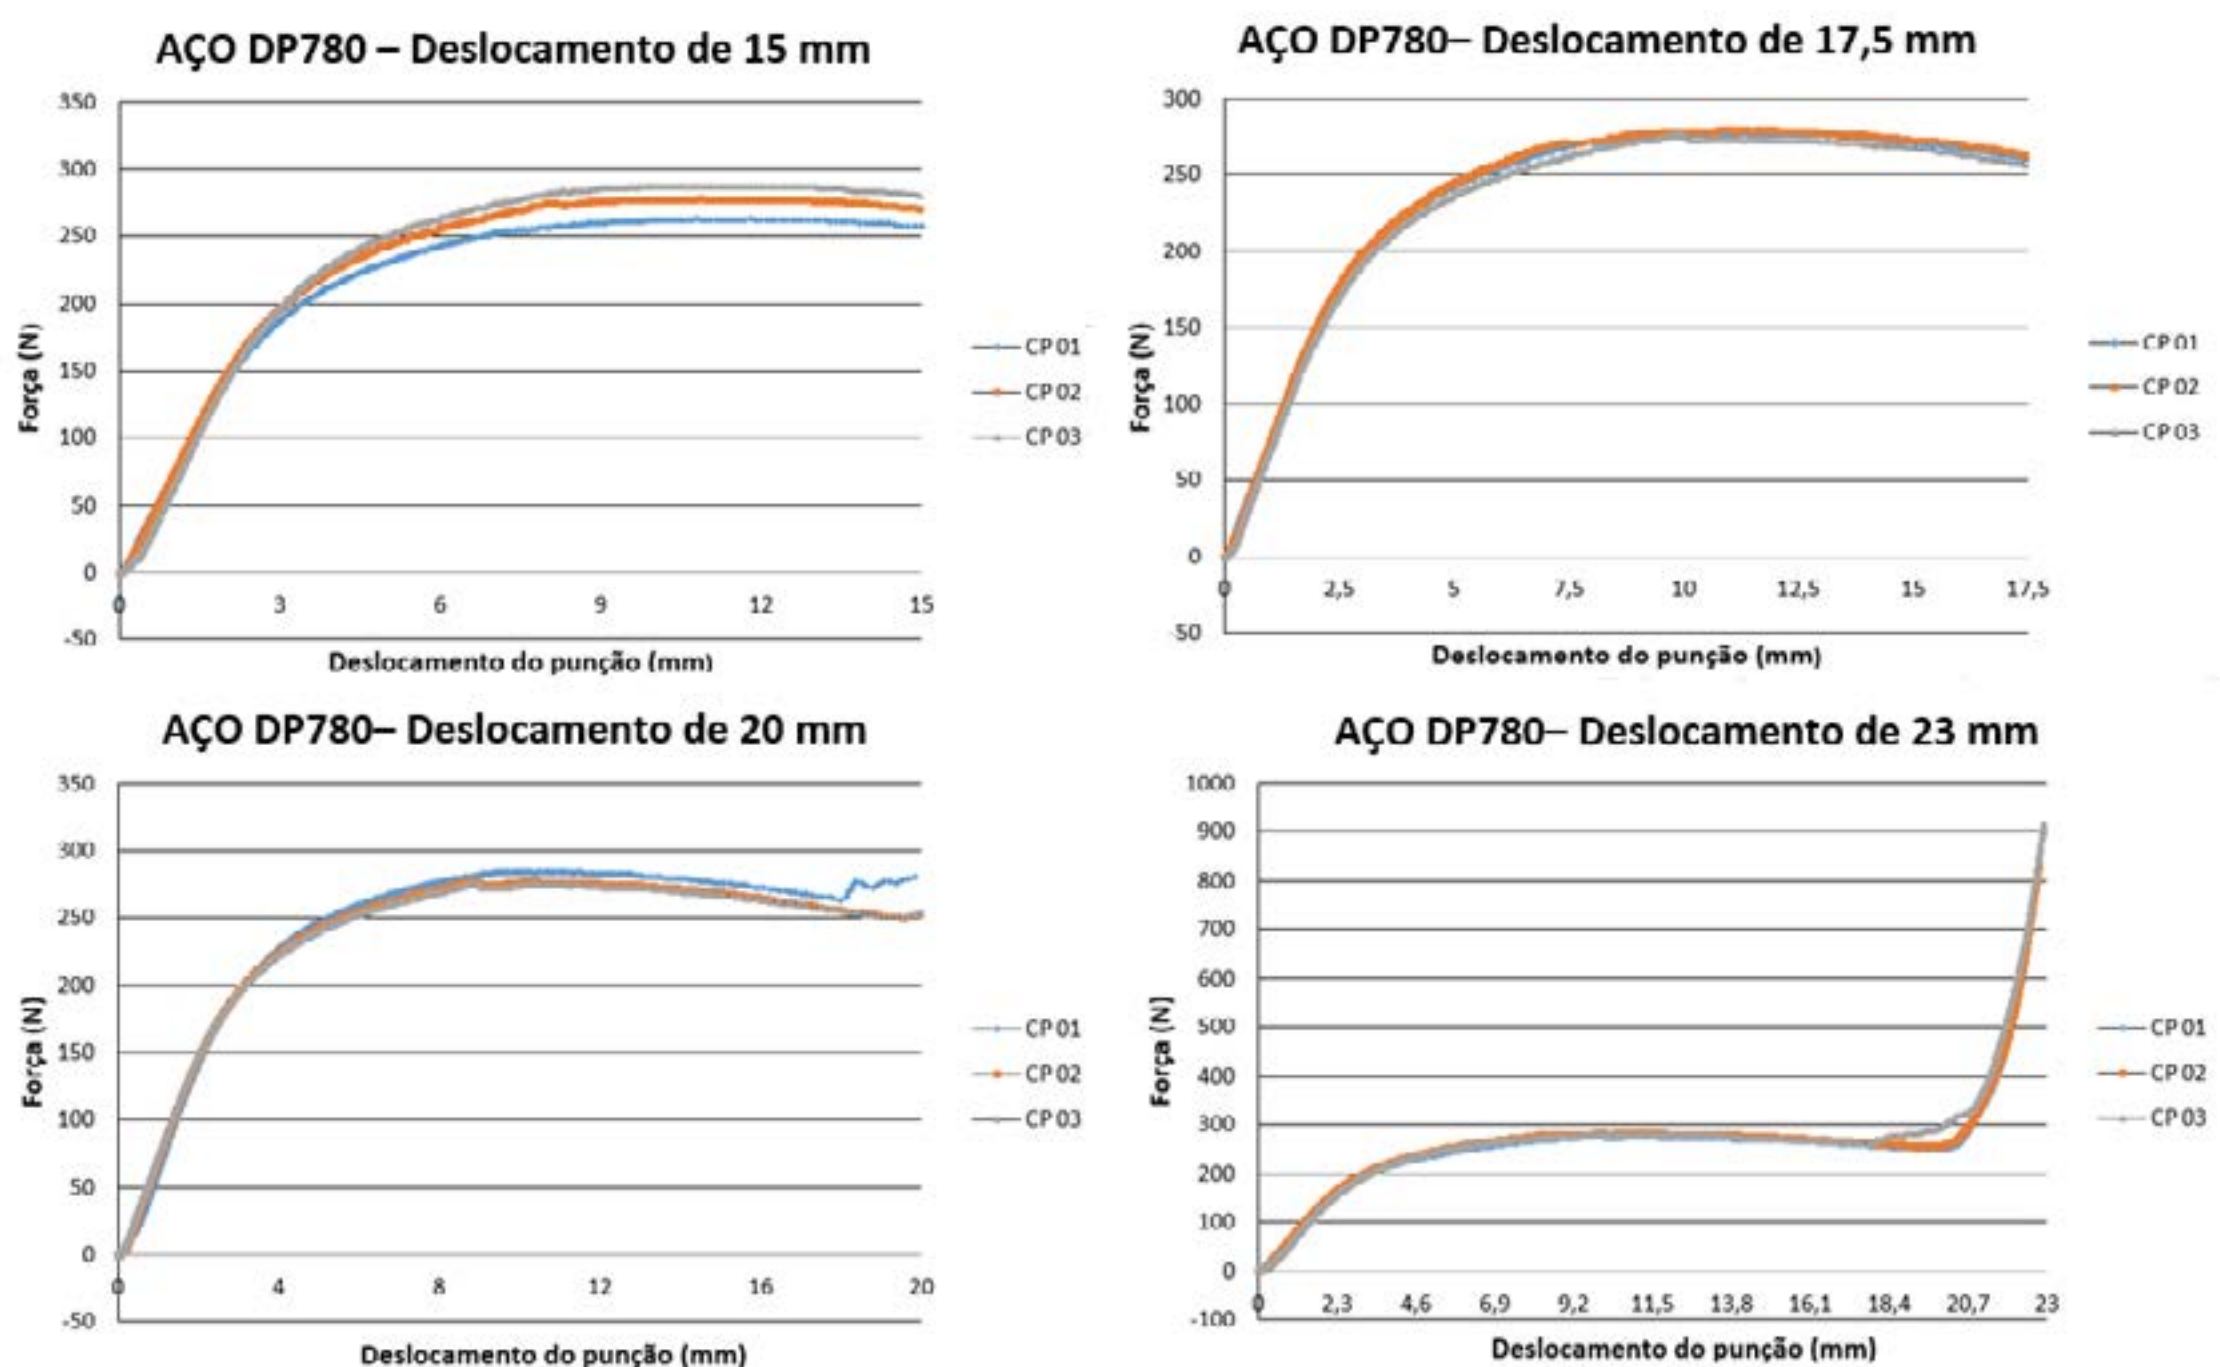 AÇO DP780 – Deslocamento de 15 mm
350
300
250
200
150
100
50
0
-50
Força (N)
0 3 6 9 12 15
Deslocamento do punção (mm)
CP 01
CP 02
CP 03
AÇO DP780– Deslocamento de 17,5 mm
300
250
200
150
100
50
0
-50
Força (N)
0 2,5 5 7,5 10 12,5 15 17,5
Deslocamento do punção (mm)
CP 01
CP 02
CP 03
AÇO DP780– Deslocamento de 20 mm
350
300
250
200
150
100
50
0
-50
Força (N)
0 4 8 12 16 20
Deslocamento do punção (mm)
CP 01
CP 02
CP 03
AÇO DP780– Deslocamento de 23 mm
1000
900
800
700
600
500
400
300
200
100
0
-100
Força (N)
0 2,3 4,6 6,9 9,2 11,5 13,8 16,1 18,4 20,7 23
Deslocamento do punção (mm)
CP 01
CP 02
CP 03